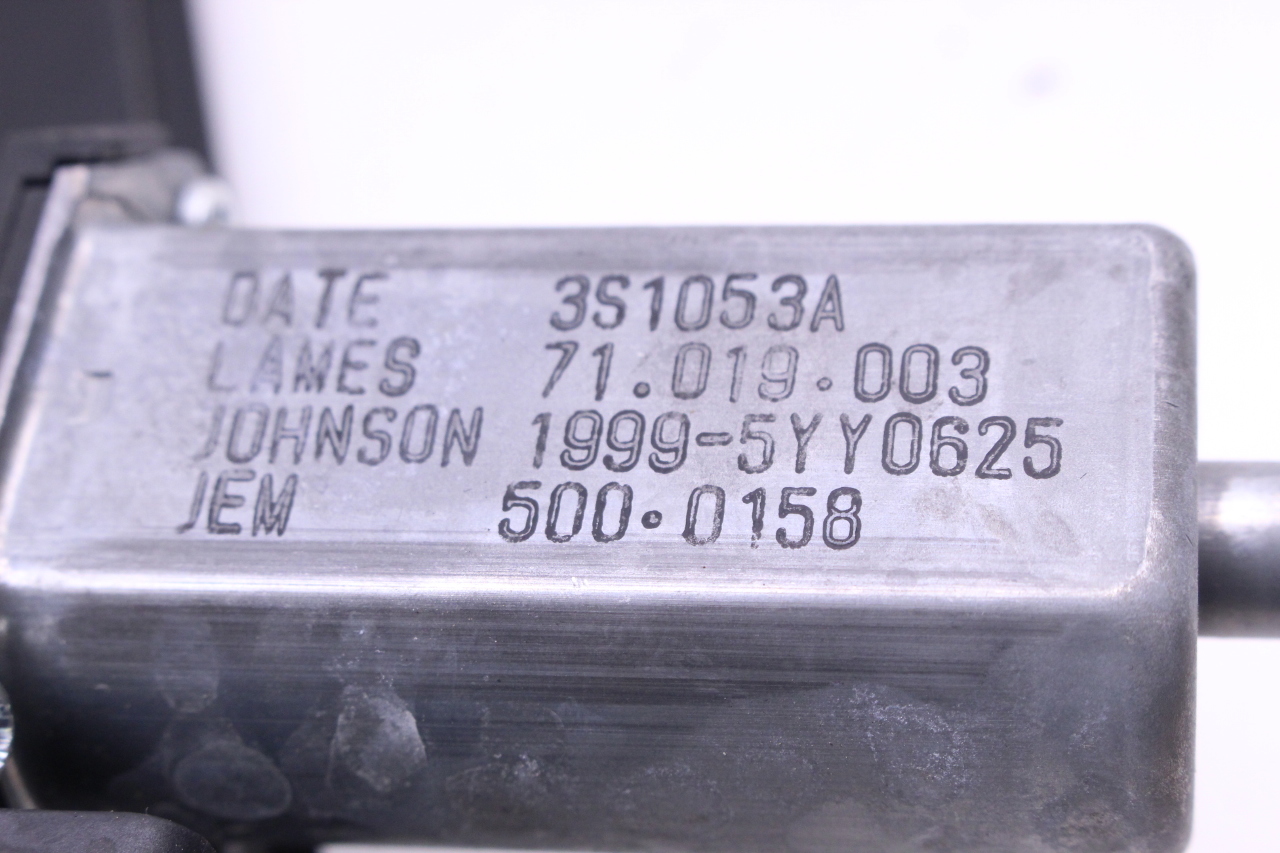 DATE 3S1053A
LAMES 71.019.003
JOHNSON 1999-5YY0625
JEM 500.0158